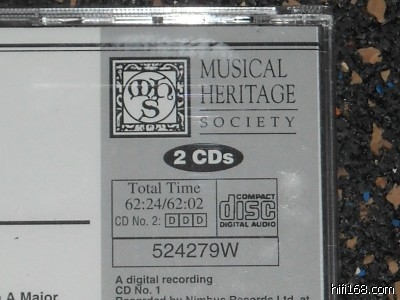 mhs
MUSICAL
HERITAGE
SOCIETY
2 CDs
Total Time
62:24/62:02
CD No. 2: DDD
COMPACT
disc
DIGITAL AUDIO
524279W
A digital recording
CD No. 1
Recorded by Nimbus Records Ltd. at
A Major
hifi168.com